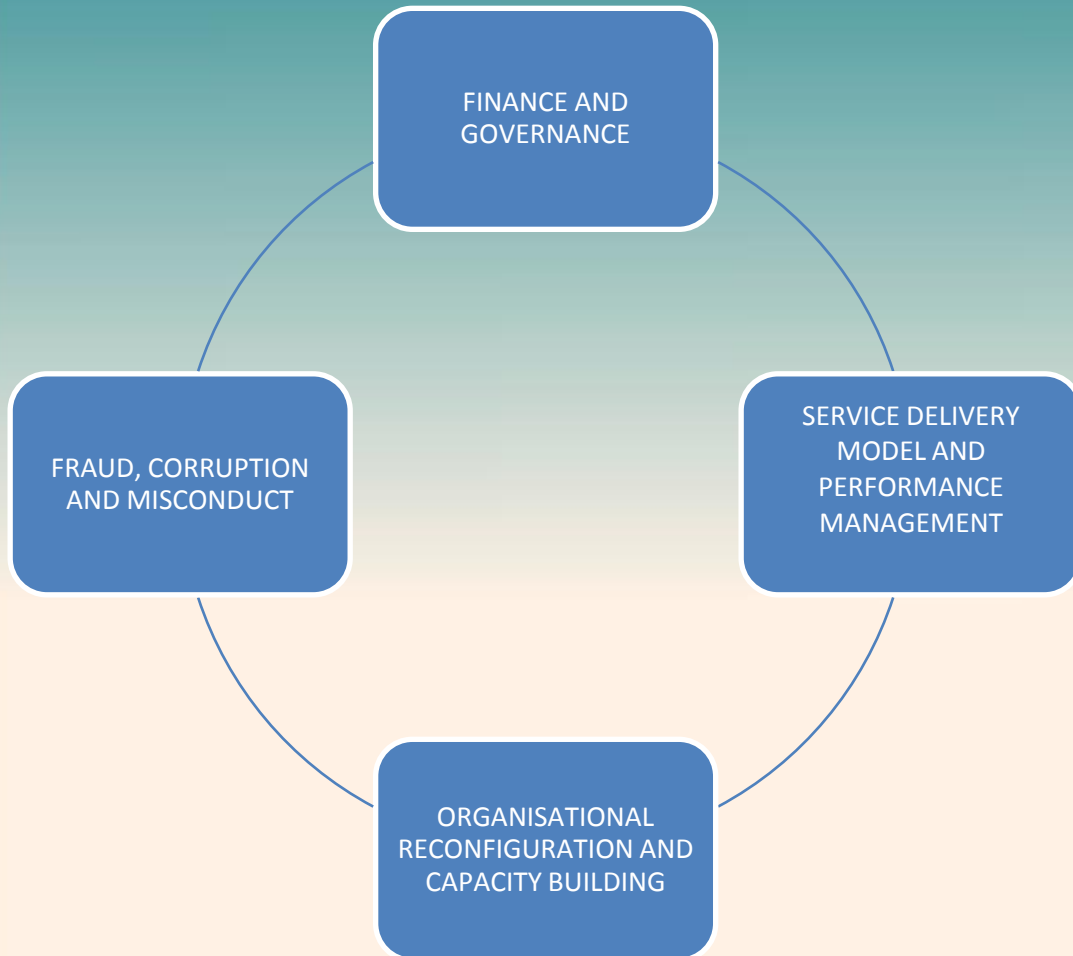 FINANCE AND
GOVERNANCE
SERVICE DELIVERY
MODEL AND
PERFORMANCE
MANAGEMENT
ORGANISATIONAL
RECONFIGURATION AND
CAPACITY BUILDING
FRAUD, CORRUPTION
AND MISCONDUCT